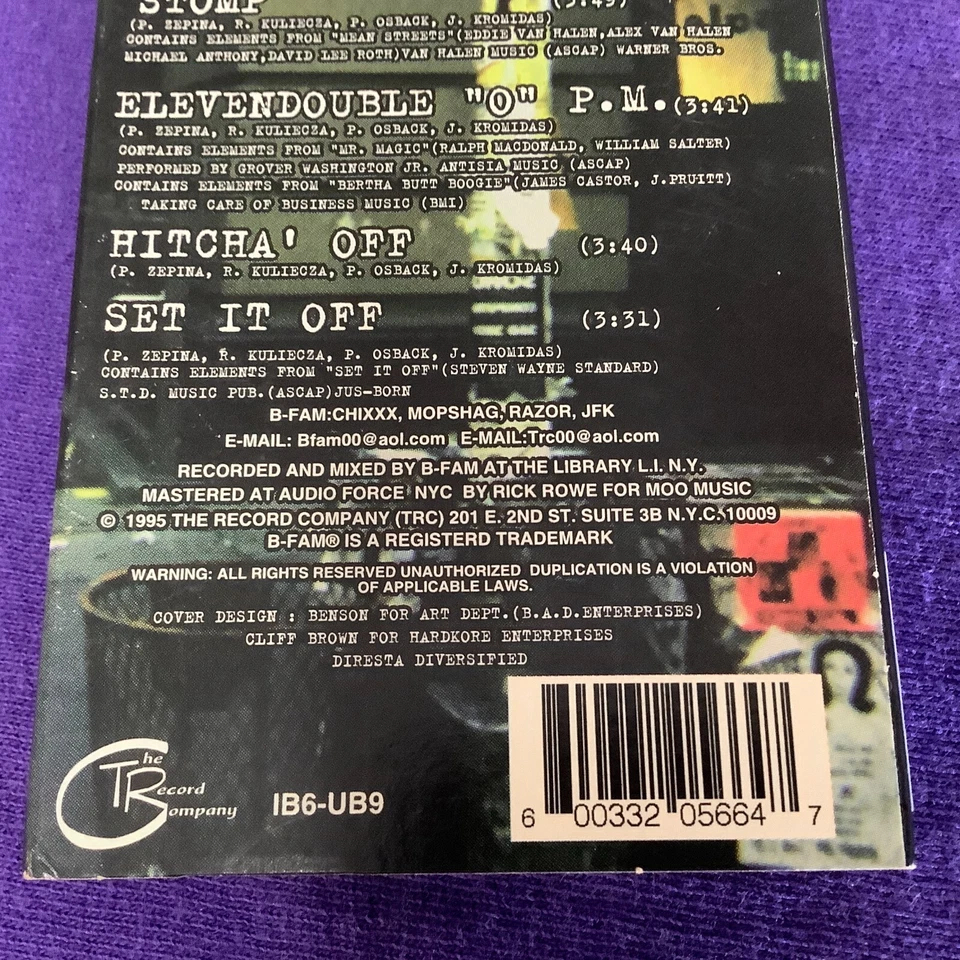 STOMP (3:49)
(P. ZEPINA, R. KULIECZA, P. OSBACK, J. KROMIDAS)
CONTAINS ELEMENTS FROM "MEAN STREETS"(EDDIE VAN HALEN,ALEX VAN HALEN
MICHAEL ANTHONY,DAVID LEE ROTH)VAN HALEN MUSIC (ASCAP) WARNER BROS.
ELEVENDOUBLE "O" P.M.(3:41)
(P. ZEPINA, R. KULIECZA, P. OSBACK, J. KROMIDAS)
CONTAINS ELEMENTS FROM "MR. MAGIC"(RALPH MACDONALD, WILLIAM SALTER)
PERFORMED BY GROVER WASHINGTON JR. ANTISIA MUSIC (ASCAP)
CONTAINS ELEMENTS FROM "BERTHA BUTT BOOGIE"(JAMES CASTOR, J.PRUITT)
TAKING CARE OF BUSINESS MUSIC (BMI)
HITCHA' OFF (3:40)
(P. ZEPINA, R. KULIECZA, P. OSBACK, J. KROMIDAS)
SET IT OFF (3:31)
(P. ZEPINA, R. KULIECZA, P. OSBACK, J. KROMIDAS)
CONTAINS ELEMENTS FROM "SET IT OFF"(STEVEN WAYNE STANDARD)
S.T.D. MUSIC PUB.(ASCAP)JUS-BORN
B-FAM:CHIXXX, MOPSHAG, RAZOR, JFK
E-MAIL: Bfam00@aol.com E-MAIL:Trc00@aol.com
RECORDED AND MIXED BY B-FAM AT THE LIBRARY L.I. N.Y.
MASTERED AT AUDIO FORCE NYC BY RICK ROWE FOR MOO MUSIC
© 1995 THE RECORD COMPANY (TRC) 201 E. 2ND ST. SUITE 3B N.Y.C. 10009
B-FAM® IS A REGISTERD TRADEMARK
WARNING: ALL RIGHTS RESERVED UNAUTHORIZED DUPLICATION IS A VIOLATION
OF APPLICABLE LAWS.
COVER DESIGN : BENSON FOR ART DEPT.(B.A.D.ENTERPRISES)
CLIFF BROWN FOR HARDKORE ENTERPRISES
DIRESTA DIVERSIFIED
The Record Company
IB6-UB9
6 00332 05664 7